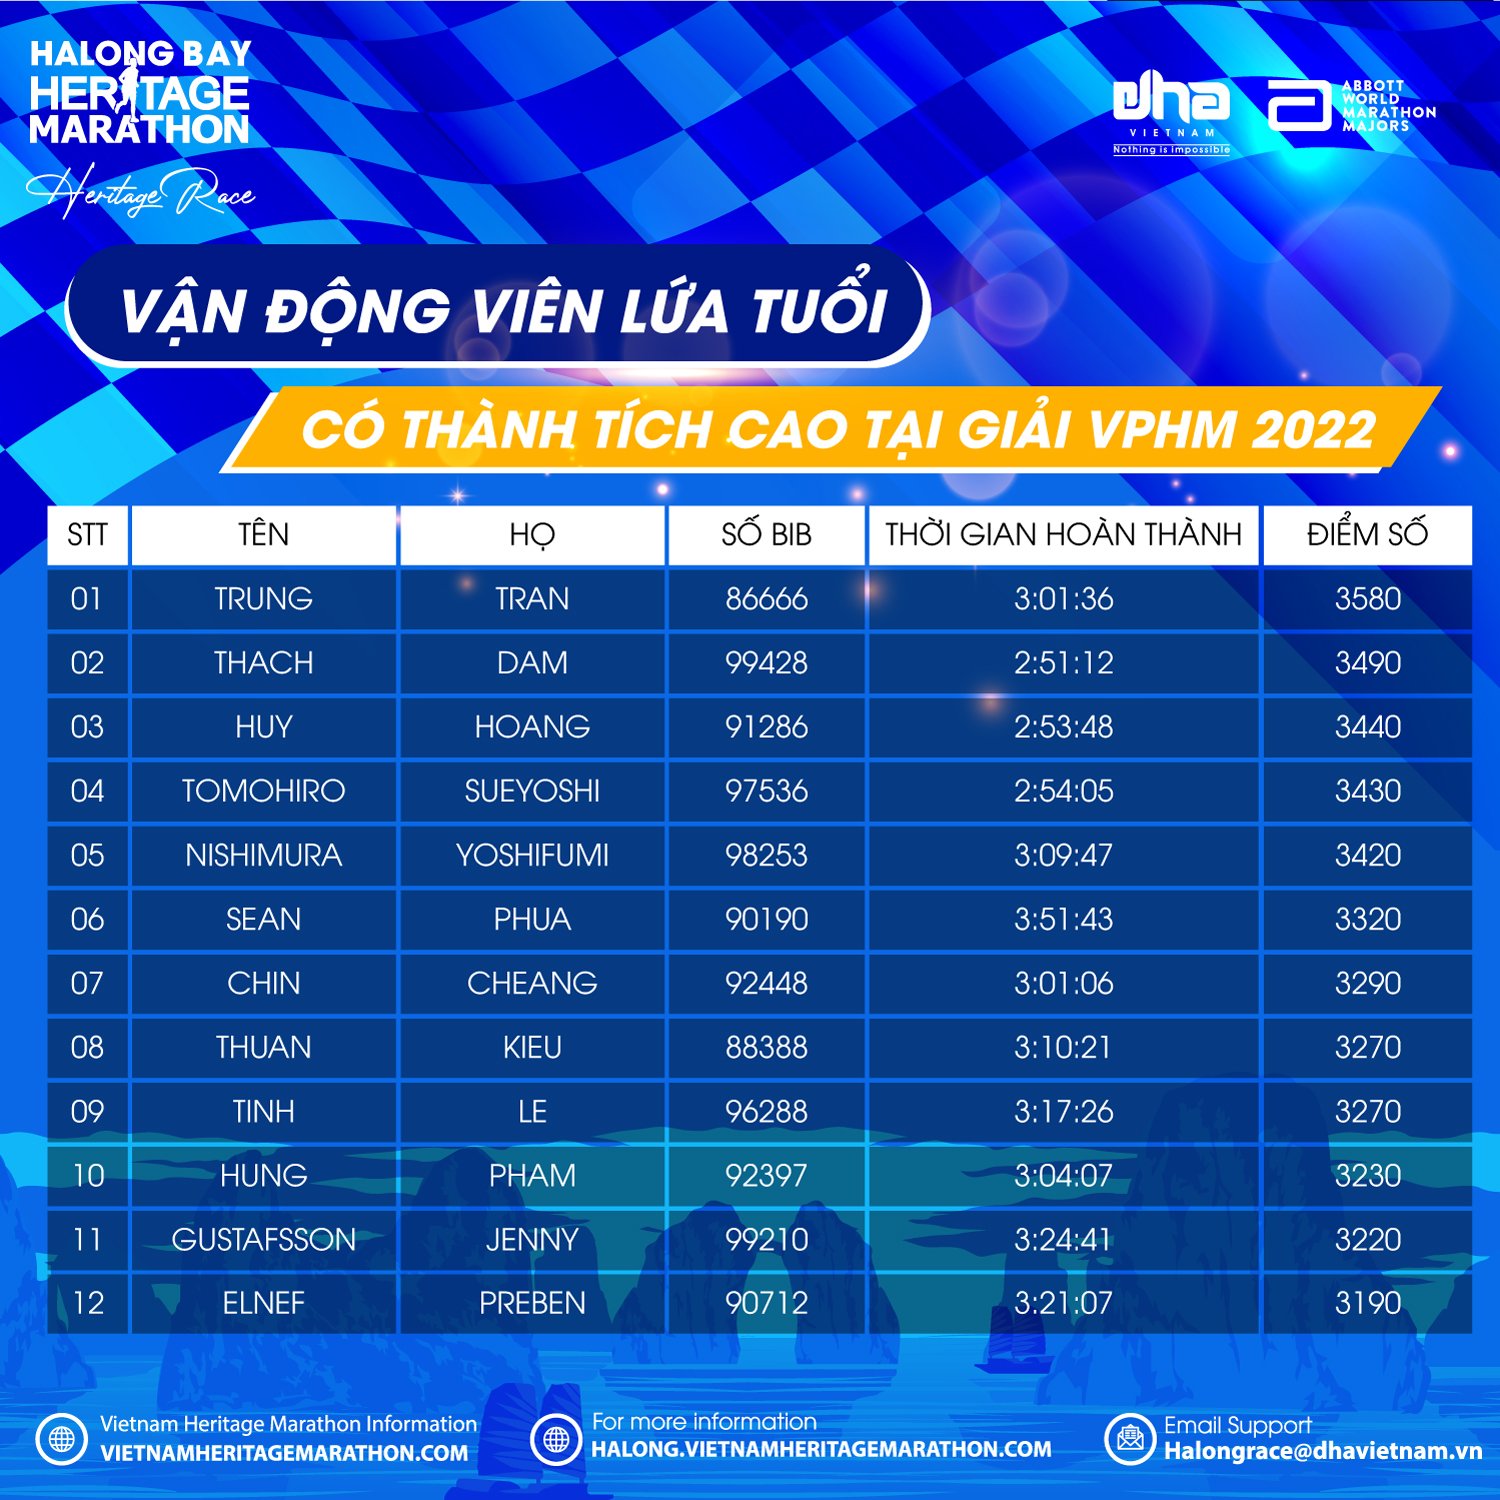 HALONG BAY
HERITAGE
MARATHON
Heritage Race
dha
VIETNAM
Nothing is impossible
ABBOTT
WORLD
MARATHON
MAJORS
VẬN ĐỘNG VIÊN LỨA TUỔI
CÓ THÀNH TÍCH CAO TẠI GIẢI VPHM 2022
STT TÊN HỌ SỐ BIB THỜI GIAN HOÀN THÀNH ĐIỂM SỐ
01 TRUNG TRAN 86666 3:01:36 3580
02 THACH DAM 99428 2:51:12 3490
03 HUY HOANG 91286 2:53:48 3440
04 TOMOHIRO SUEYOSHI 97536 2:54:05 3430
05 NISHIMURA YOSHIFUMI 98253 3:09:47 3420
06 SEAN PHUA 90190 3:51:43 3320
07 CHIN CHEANG 92448 3:01:06 3290
08 THUAN KIEU 88388 3:10:21 3270
09 TINH LE 96288 3:17:26 3270
10 HUNG PHAM 92397 3:04:07 3230
11 GUSTAFSSON JENNY 99210 3:24:41 3220
12 ELNEF PREBEN 90712 3:21:07 3190
Vietnam Heritage Marathon Information
VIETNAMHERITAGEMARATHON.COM
For more information
HALONG.VIETNAMHERITAGEMARATHON.COM
Email Support
Halongrace@dhavietnam.vn